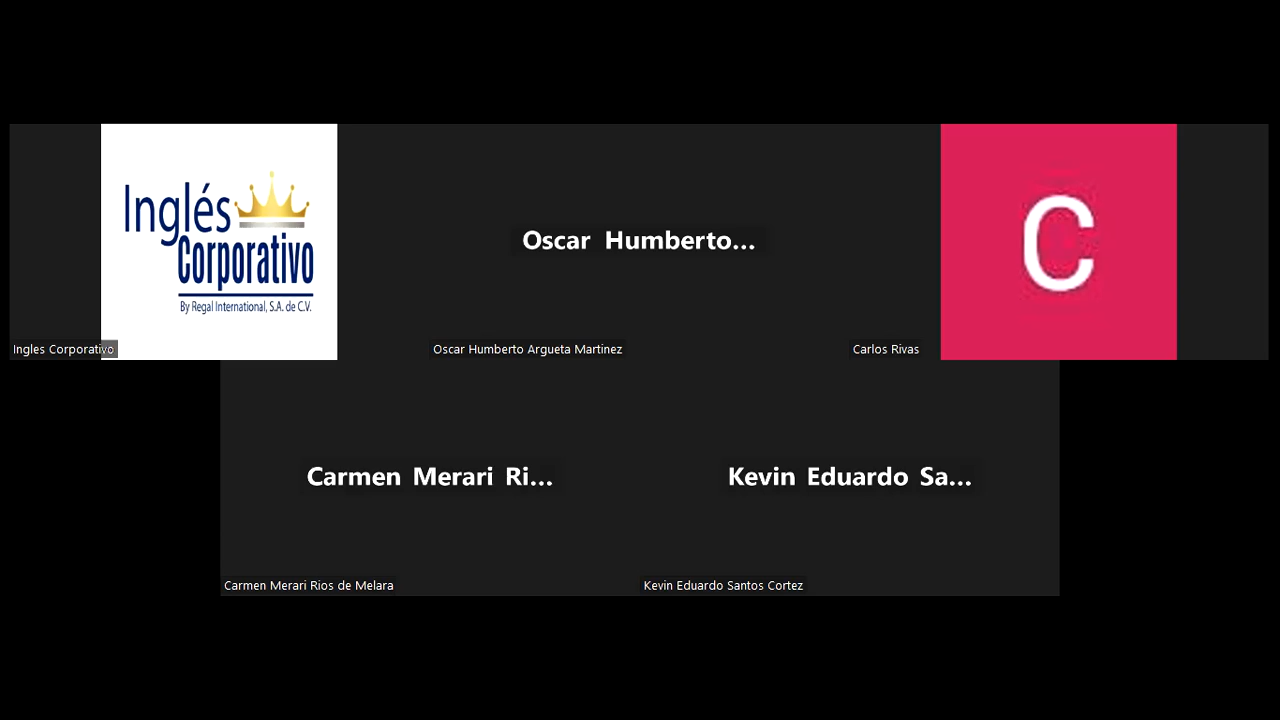 Inglés
Corporativo
By Regal International, S.A. de C.V.
Ingles Corporativo
Oscar Humberto...
Oscar Humberto Argueta Martinez
C
Carlos Rivas
Carmen Merari Ri...
Carmen Merari Rios de Melara
Kevin Eduardo Sa...
Kevin Eduardo Santos Cortez